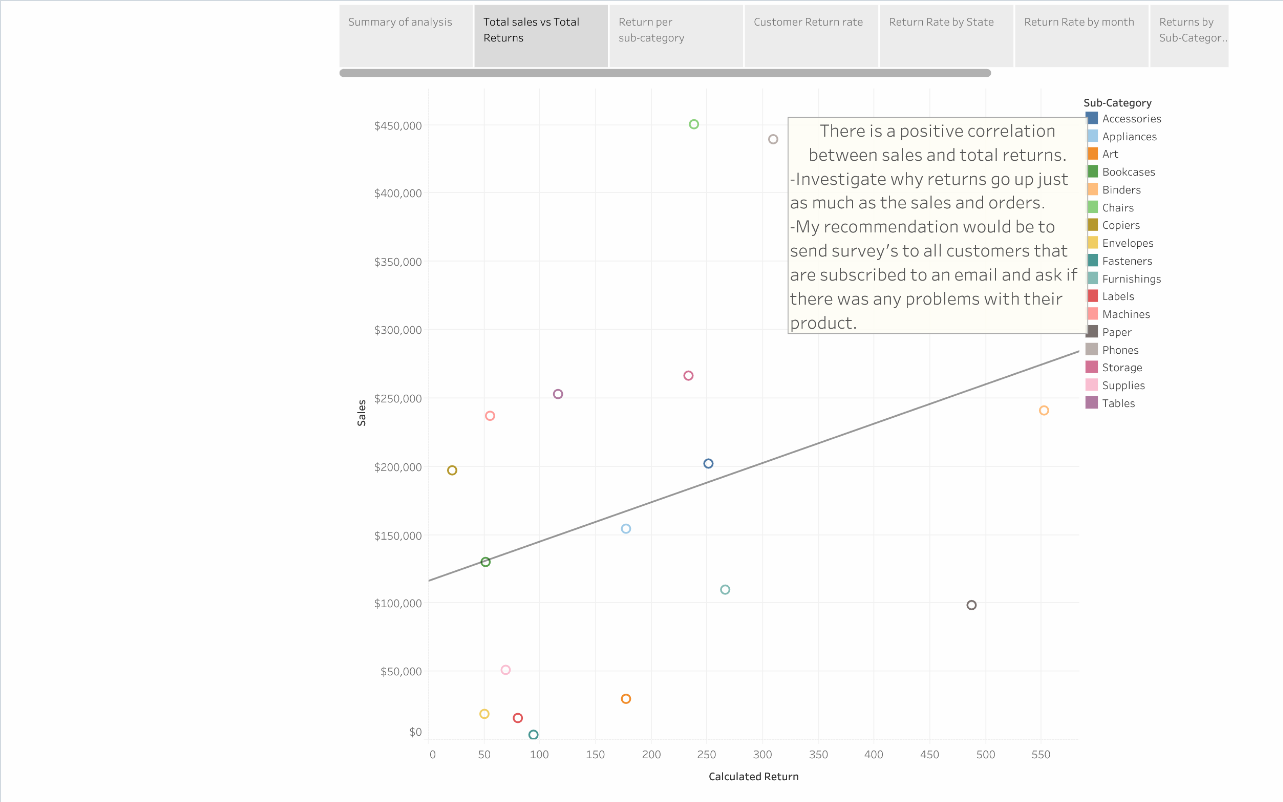 Summary of analysis
Total sales vs Total
Returns
Return per
sub-category
Customer Return rate
Return Rate by State
Return Rate by month
Returns by
Sub-Categor..
There is a positive correlation
between sales and total returns.
-Investigate why returns go up just
as much as the sales and orders.
-My recommendation would be to
send survey's to all customers that
are subscribed to an email and ask if
there was any problems with their
product.
Sub-Category
Accessories
Appliances
Art
Bookcases
Binders
Chairs
Copiers
Envelopes
Fasteners
Furnishings
Labels
Machines
Paper
Phones
Storage
Supplies
Tables
Sales
$450,000
$400,000
$350,000
$300,000
$250,000
$200,000
$150,000
$100,000
$50,000
$0
0 50 100 150 200 250 300 350 400 450 500 550
Calculated Return